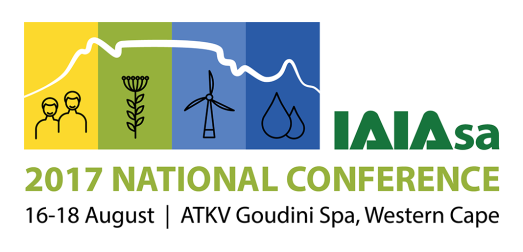 IAIAsa
2017 NATIONAL CONFERENCE
16-18 August | ATKV Goudini Spa, Western Cape